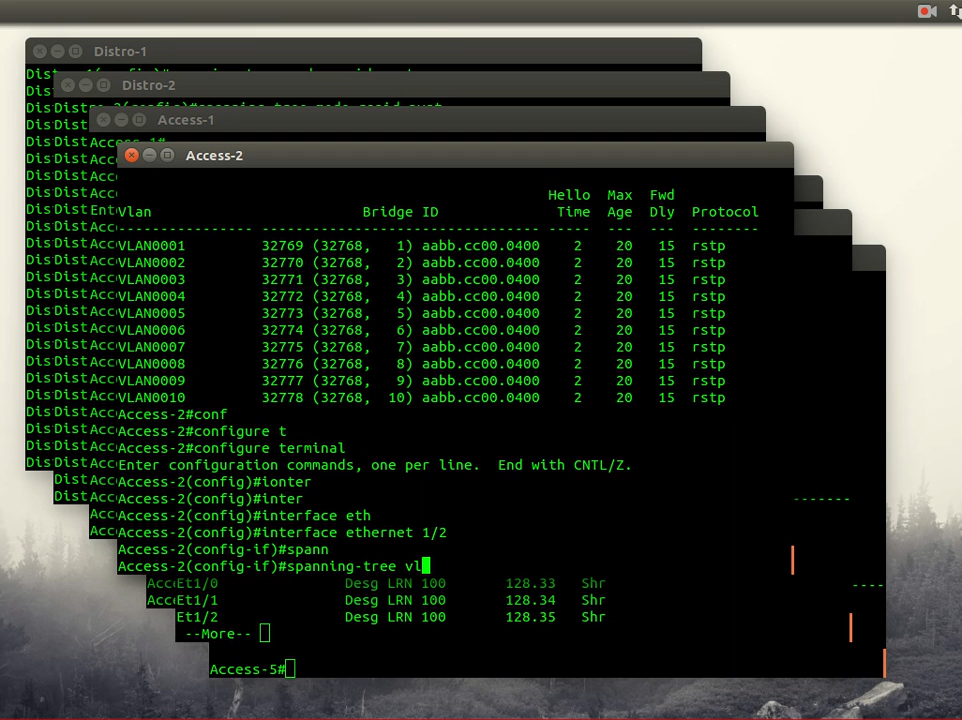 Distro-1
Distro-2
Distro-2(config)#spanning-tree mode rapid-pvst
Access-1
Access-1#
Access-2
Hello Max Fwd
Vlan Bridge ID Time Age Dly Protocol
---------------- --------------------------------- ----- --- --- --------
VLAN0001 32769 (32768, 1) aabb.cc00.0400 2 20 15 rstp
VLAN0002 32770 (32768, 2) aabb.cc00.0400 2 20 15 rstp
VLAN0003 32771 (32768, 3) aabb.cc00.0400 2 20 15 rstp
VLAN0004 32772 (32768, 4) aabb.cc00.0400 2 20 15 rstp
VLAN0005 32773 (32768, 5) aabb.cc00.0400 2 20 15 rstp
VLAN0006 32774 (32768, 6) aabb.cc00.0400 2 20 15 rstp
VLAN0007 32775 (32768, 7) aabb.cc00.0400 2 20 15 rstp
VLAN0008 32776 (32768, 8) aabb.cc00.0400 2 20 15 rstp
VLAN0009 32777 (32768, 9) aabb.cc00.0400 2 20 15 rstp
VLAN0010 32778 (32768, 10) aabb.cc00.0400 2 20 15 rstp
Access-2#conf
Access-2#configure t
Access-2#configure terminal
Enter configuration commands, one per line. End with CNTL/Z.
Access-2(config)#ionter
Access-2(config)#inter
Access-2(config)#interface eth
Access-2(config)#interface ethernet 1/2
Access-2(config-if)#spann
Access-2(config-if)#spanning-tree vl
Et1/0 Desg LRN 100 128.33 Shr
Et1/1 Desg LRN 100 128.34 Shr
Et1/2 Desg LRN 100 128.35 Shr
--More--
Access-5#